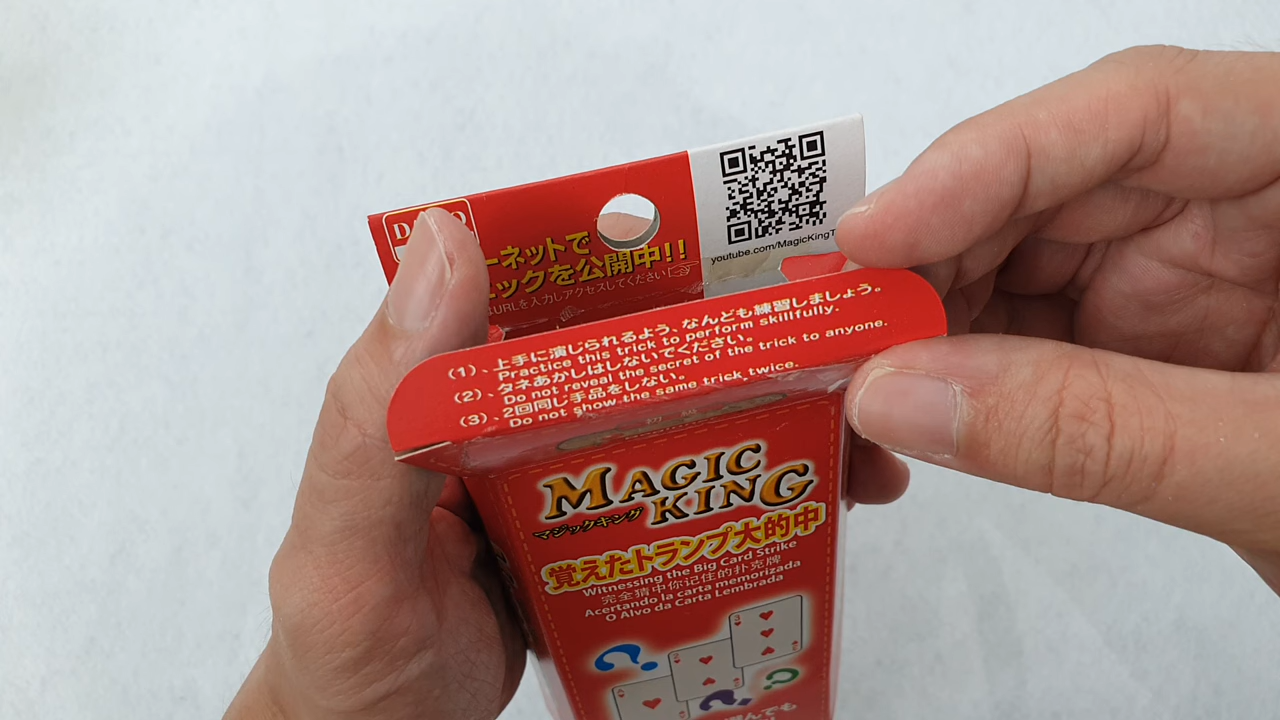 ーネットで
ックを公開中!!
URLを入力しアクセスしてください
youtube.com/MagicKingT
(1)、上手に演じられるよう、なんども練習しましょう。
Practice this trick to perform skillfully.
(2)、タネあかしはしないでください。
Do not reveal the secret of the trick to anyone.
(3)、2回同じ手品をしない。
Do not show the same trick twice.
MAGIC
KING
マジックキング
覚えたトランプ大的中
Witnessing the Big Card Strike
完全猜中你记住的扑克牌
Acertando la carta memorizada
O Alvo da Carta Lembrada
3
2